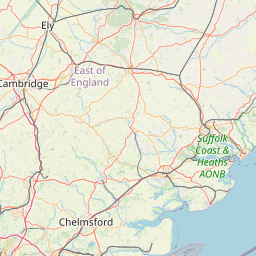 Ely
East of
England
Cambridge
Suffolk
Coast &
Heaths
AONB
Chelmsford